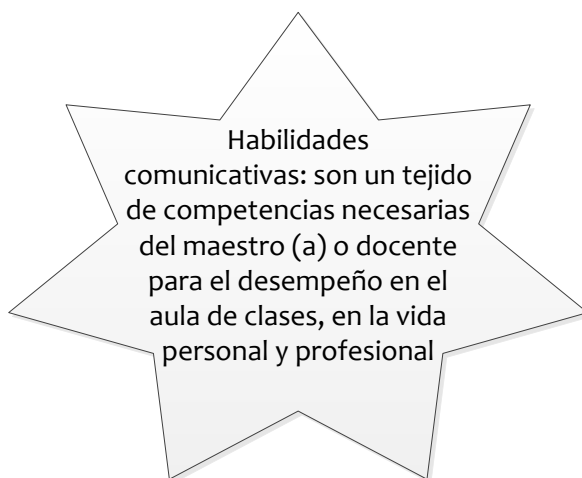 Habilidades
comunicativas: son un tejido
de competencias necesarias
del maestro (a) o docente
para el desempeño en el
aula de clases, en la vida
personal y profesional